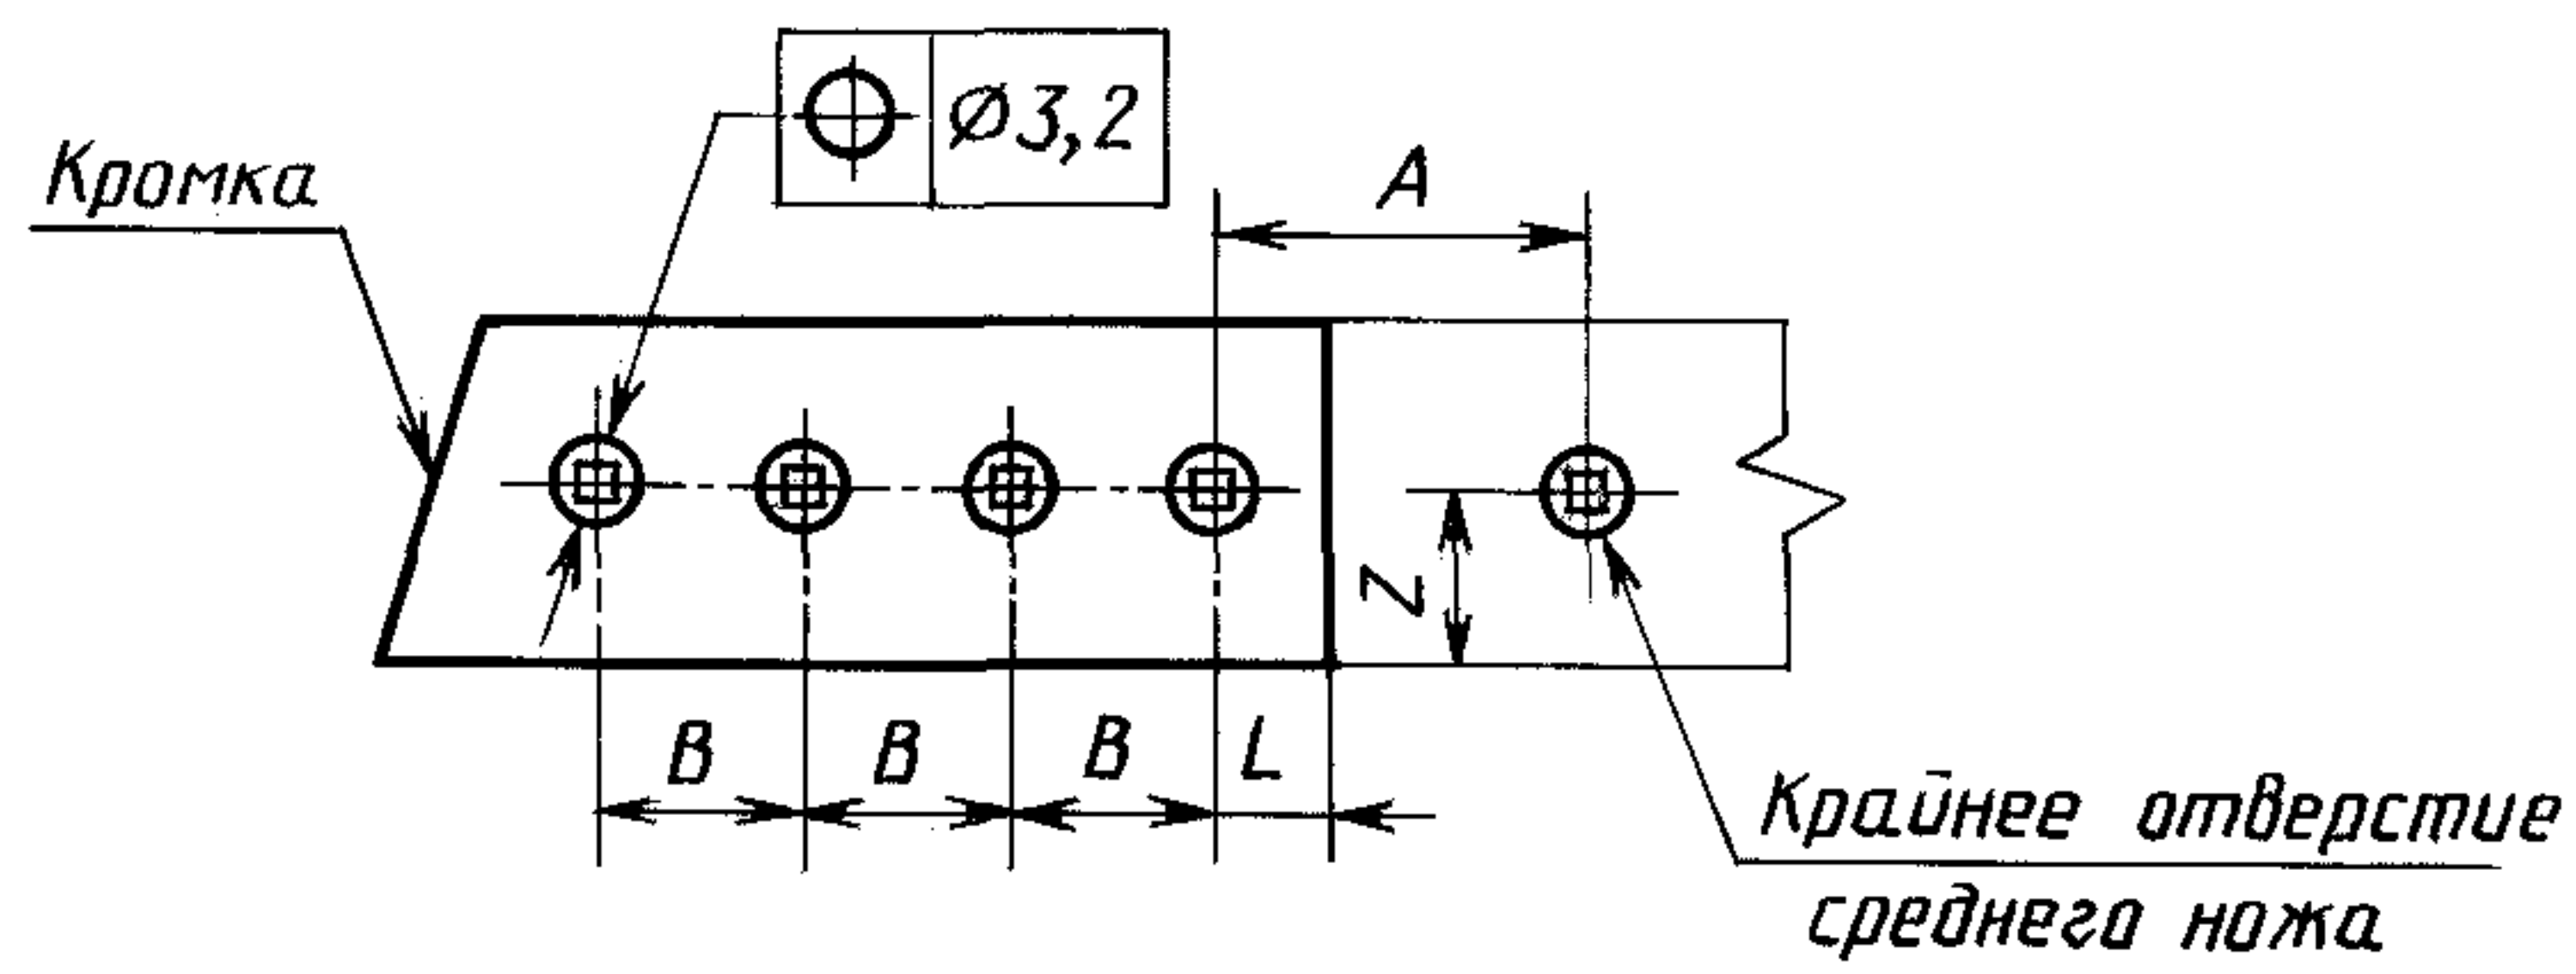 Ø3,2
Кромка
A
Z
B B B L
Крайнее отверстие
среднего ножа